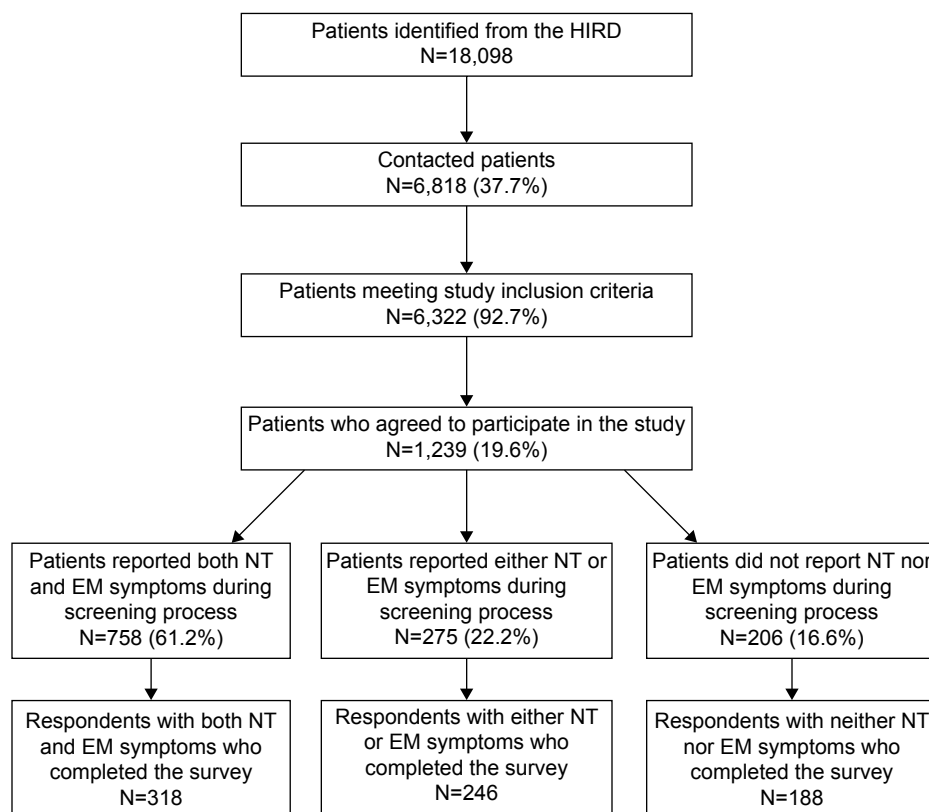 Patients identified from the HIRD
N=18,098
Contacted patients
N=6,818 (37.7%)
Patients meeting study inclusion criteria
N=6,322 (92.7%)
Patients who agreed to participate in the study
N=1,239 (19.6%)
Patients reported both NT
and EM symptoms during
screening process
N=758 (61.2%)
Patients reported either NT or
EM symptoms during
screening process
N=275 (22.2%)
Patients did not report NT nor
EM symptoms during
screening process
N=206 (16.6%)
Respondents with both NT
and EM symptoms who
completed the survey
N=318
Respondents with either NT
or EM symptoms who
completed the survey
N=246
Respondents with neither NT
nor EM symptoms who
completed the survey
N=188